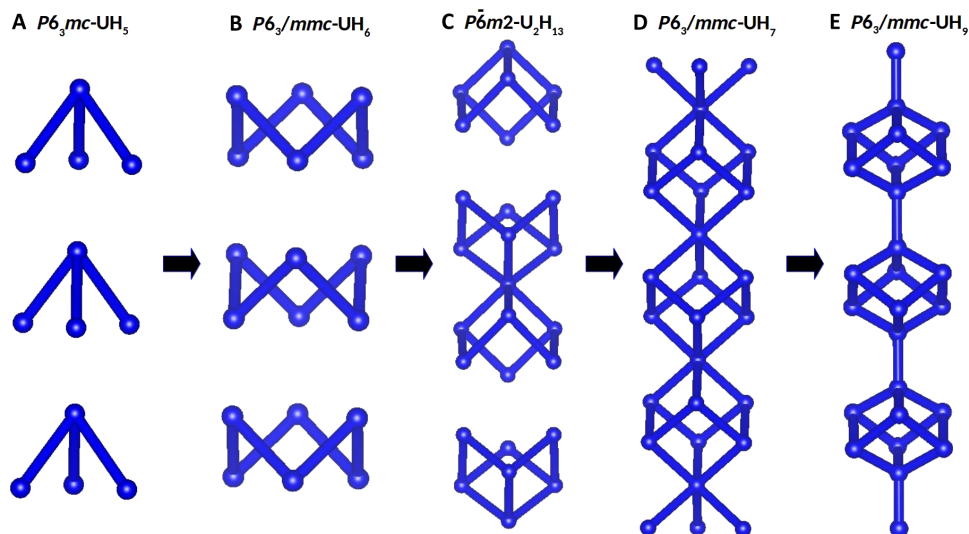 A P6₃mc-UH₅
B P6₃/mmc-UH₆
C P6̄m2-U₂H₁₃
D P6₃/mmc-UH₇
E P6₃/mmc-UH₉